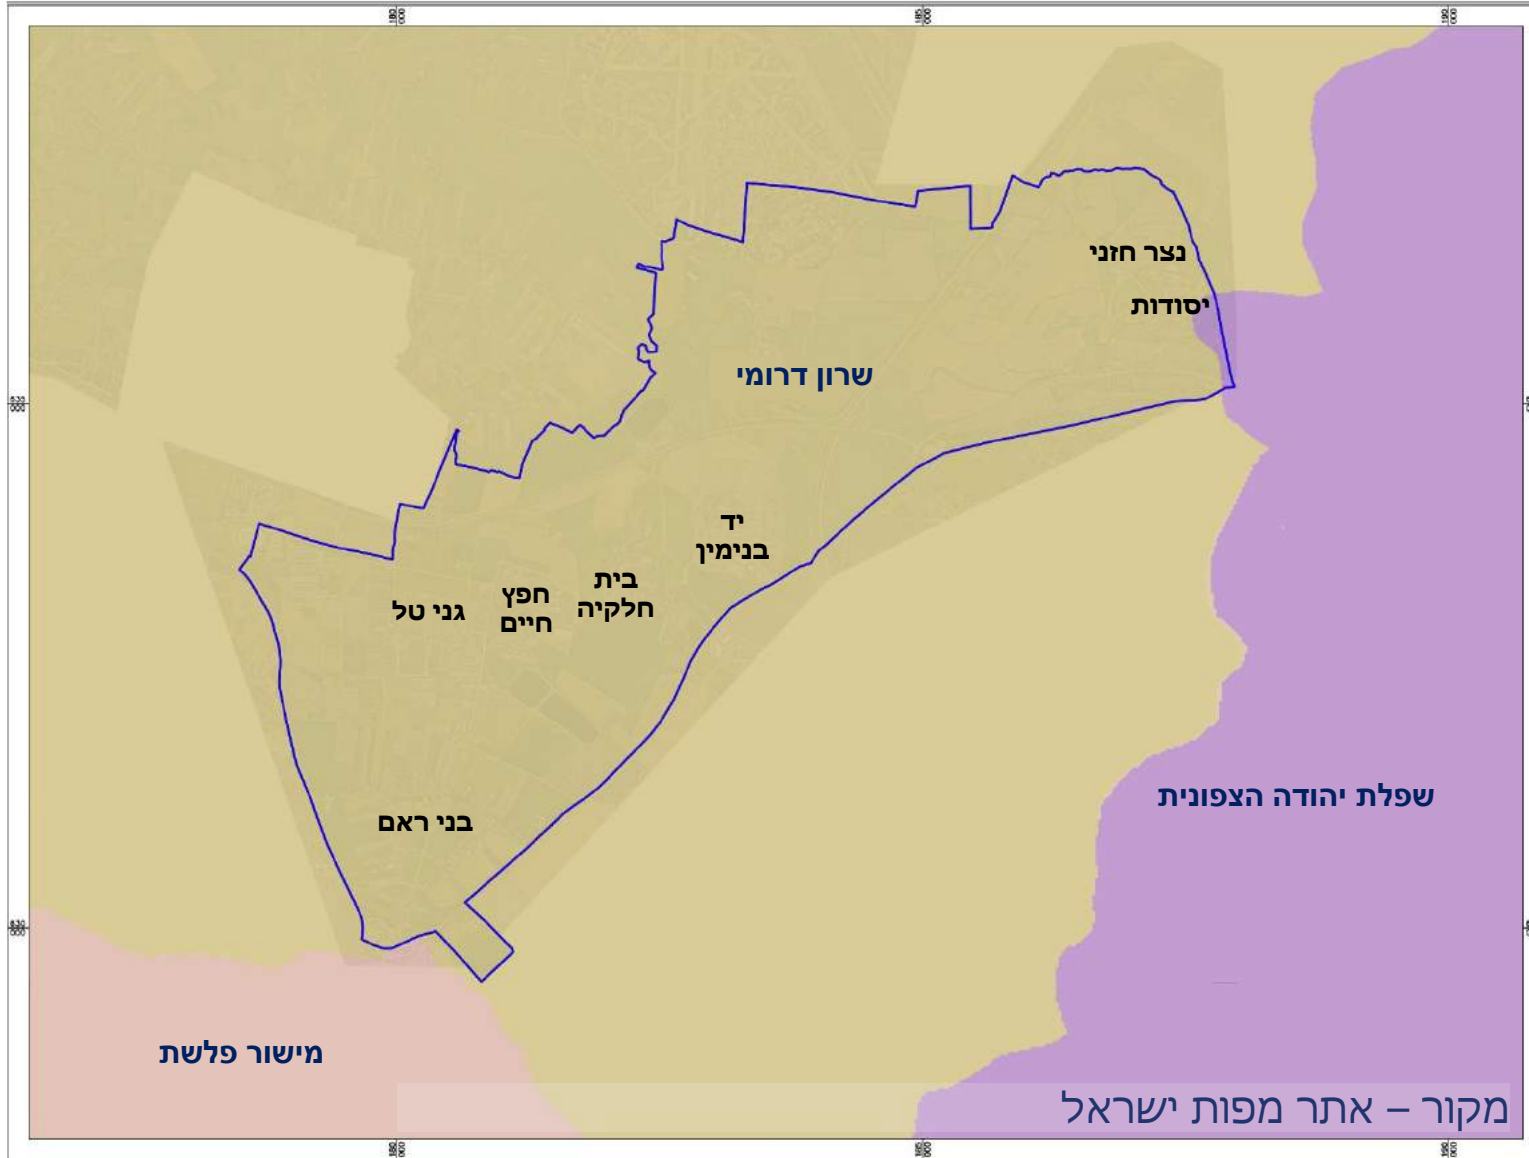 נצר חזני
יסודות
שרון דרומי
יד
בנימין
בית
חלקיה
חפץ
חיים
גני טל
שפלת יהודה הצפונית
בני ראם
מישור פלשת
מקור – אתר מפות ישראל